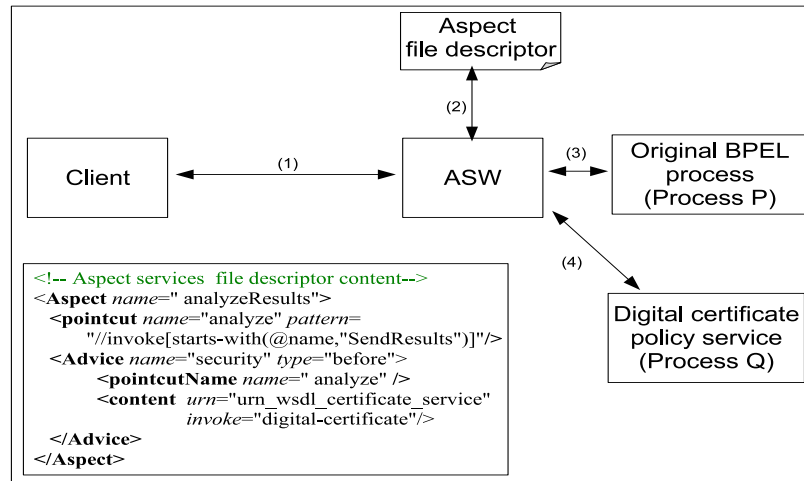 Aspect
file descriptor
(2)
(1)
(3)
Client
ASW
Original BPEL
process
(Process P)
(4)
<!-- Aspect services  file descriptor content-->
<Aspect name=" analyzeResults">
<pointcut name="analyze" pattern=
"//invoke[starts-with(@name,"SendResults")]"/>
<Advice name="security" type="before">
<pointcutName name=" analyze" />
<content  urn="urn_wsdl_certificate_service"
invoke="digital-certificate"/>
</Advice>
</Aspect>
Digital certificate
policy service
(Process Q)